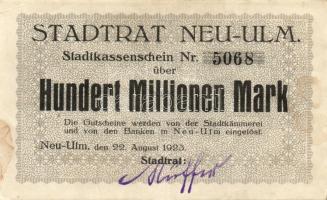 STADTRAT NEU-ULM.
Stadtkassenschein Nr. 5068
über
Hundert Millionen Mark
Die Gutscheine werden von der Stadtkämmerei
und von den Banken in Neu-Ulm eingelöst.
Neu-Ulm, den 22. August 1923.
Stadtrat: